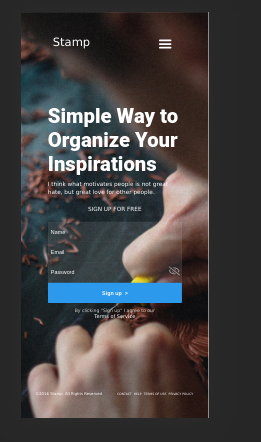 Stamp
Simple Way to
Organize Your
Inspirations
I think what motivates people is not great
hate, but great love for other people.
SIGN UP FOR FREE
Name
Email
Password
Sign up >
By clicking "Sign up" I agree to our
Terms of Service.
©2016 Stamp. All Rights Reserved CONTACT HELP TERMS OF USE PRIVACY POLICY